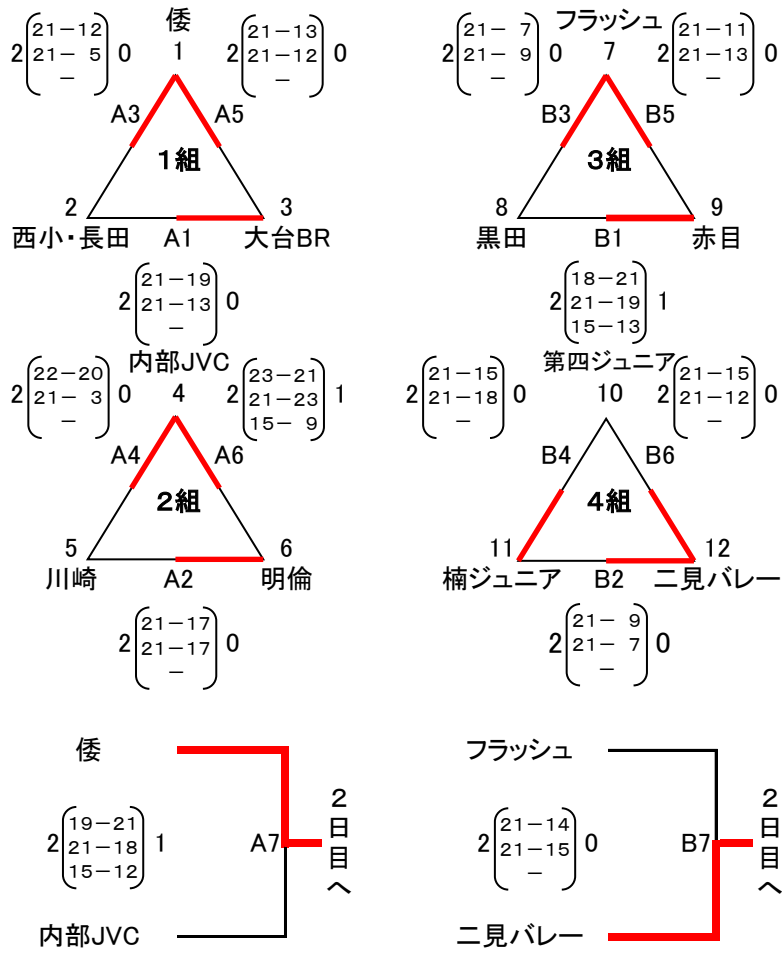 倭
1
2 21-12 0
21- 5
-
2 21-13 0
21-12
-
A3 A5
1組
2 3
西小・長田 A1 大台BR
2 21-19 0
21-13
-
フラッシュ
7
2 21- 7 0
21- 9
-
2 21-11 0
21-13
-
B3 B5
3組
8 9
黒田 B1 赤目
2 18-21 1
21-19
15-13
内部JVC
4
2 22-20 0
21- 3
-
2 23-21 1
21-23
15- 9
A4 A6
2組
5 6
川崎 A2 明倫
2 21-17 0
21-17
-
第四ジュニア
10
2 21-15 0
21-18
-
2 21-15 0
21-12
-
B4 B6
4組
11 12
楠ジュニア B2 二見バレー
2 21- 9 0
21- 7
-
倭
2 19-21 1
21-18
15-12
A7
2日目へ
内部JVC
フラッシュ
2 21-14 0
21-15
-
B7
2日目へ
二見バレー